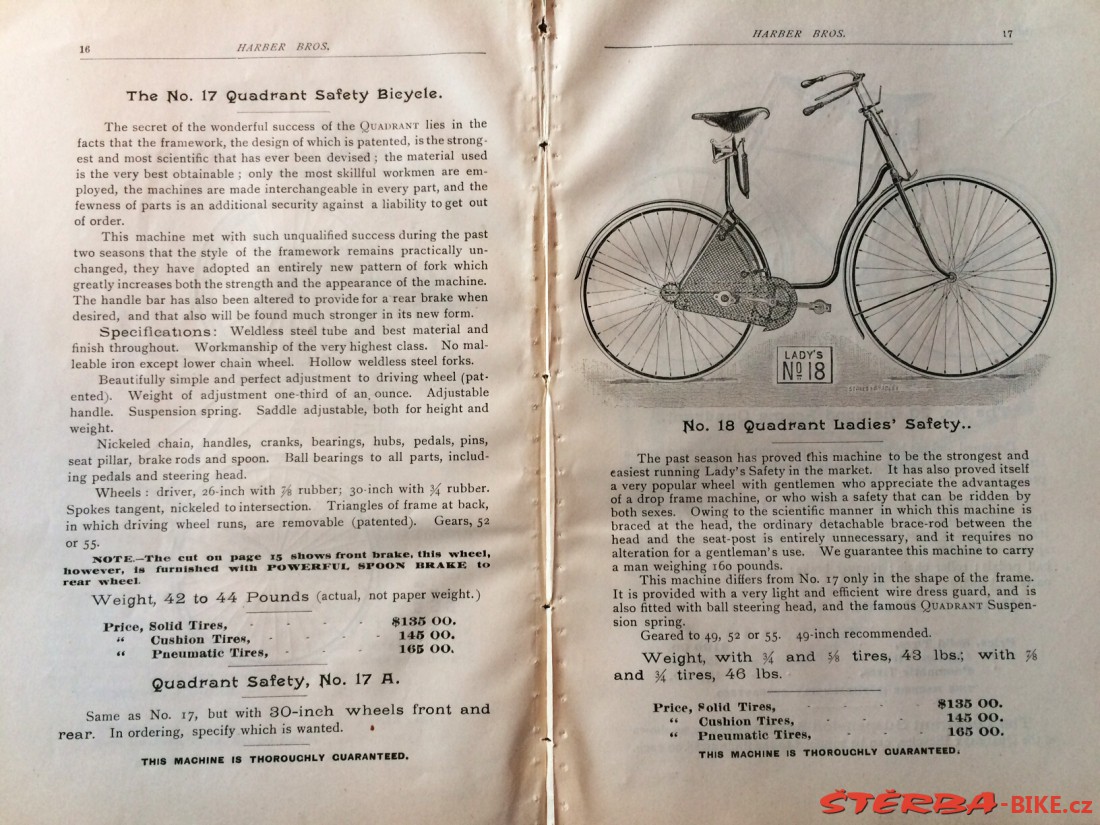 16
HARBER BROS.
The No. 17 Quadrant Safety Bicycle.
The secret of the wonderful success of the QUADRANT lies in the
facts that the framework, the design of which is patented, is the strong-
est and most scientific that has ever been devised; the material used
is the very best obtainable; only the most skillful workmen are em-
ployed, the machines are made interchangeable in every part, and the
fewness of parts is an additional security against a liability to get out
of order.
This machine met with such unqualified success during the past
two seasons that the style of the framework remains practically un-
changed, they have adopted an entirely new pattern of fork which
greatly increases both the strength and the appearance of the machine.
The handle bar has also been altered to provide for a rear brake when
desired, and that also will be found much stronger in its new form.
Specifications: Weldless steel tube and best material and
finish throughout. Workmanship of the very highest class. No mal-
leable iron except lower chain wheel. Hollow weldless steel forks.
Beautifully simple and perfect adjustment to driving wheel (pat-
ented). Weight of adjustment one-third of an ounce. Adjustable
handle. Suspension spring. Saddle adjustable, both for height and
weight.
Nickeled chain, handles, cranks, bearings, hubs, pedals, pins,
seat pillar, brake rods and spoon. Ball bearings to all parts, includ-
ing pedals and steering head.
Wheels: driver, 26-inch with ⅞ rubber; 30-inch with ¾ rubber.
Spokes tangent, nickeled to intersection. Triangles of frame at back,
in which driving wheel runs, are removable (patented). Gears, 52
or 55.
NOTE.—The cut on page 15 shows front brake, this wheel,
however, is furnished with POWERFUL SPOON BRAKE to
rear wheel.
Weight, 42 to 44 Pounds (actual, not paper weight.)
Price, Solid Tires, - - - - $135 00.
“ Cushion Tires, - - - 145 00.
“ Pneumatic Tires, - - - 165 00.
Quadrant Safety, No. 17 A.
Same as No. 17, but with 30-inch wheels front and
rear. In ordering, specify which is wanted.
THIS MACHINE IS THOROUGHLY GUARANTEED.
HARBER BROS.
17
LADY'S
No 18
No. 18 Quadrant Ladies' Safety..
The past season has proved this machine to be the strongest and
easiest running Lady's Safety in the market. It has also proved itself
a very popular wheel with gentlemen who appreciate the advantages
of a drop frame machine, or who wish a safety that can be ridden by
both sexes. Owing to the scientific manner in which this machine is
braced at the head, the ordinary detachable brace-rod between the
head and the seat-post is entirely unnecessary, and it requires no
alteration for a gentleman's use. We guarantee this machine to carry
a man weighing 160 pounds.
This machine differs from No. 17 only in the shape of the frame.
It is provided with a very light and efficient wire dress guard, and is
also fitted with ball steering head, and the famous QUADRANT Suspen-
sion spring.
Geared to 49, 52 or 55. 49-inch recommended.
Weight, with ¾ and ⅝ tires, 43 lbs.; with ⅞
and ¾ tires, 46 lbs.
Price, Solid Tires, - - - - $135 00.
“ Cushion Tires, - - - 145 00.
“ Pneumatic Tires, - - - 165 00.
THIS MACHINE IS THOROUGHLY GUARANTEED.
ŠTĚRBA-BIKE.cz